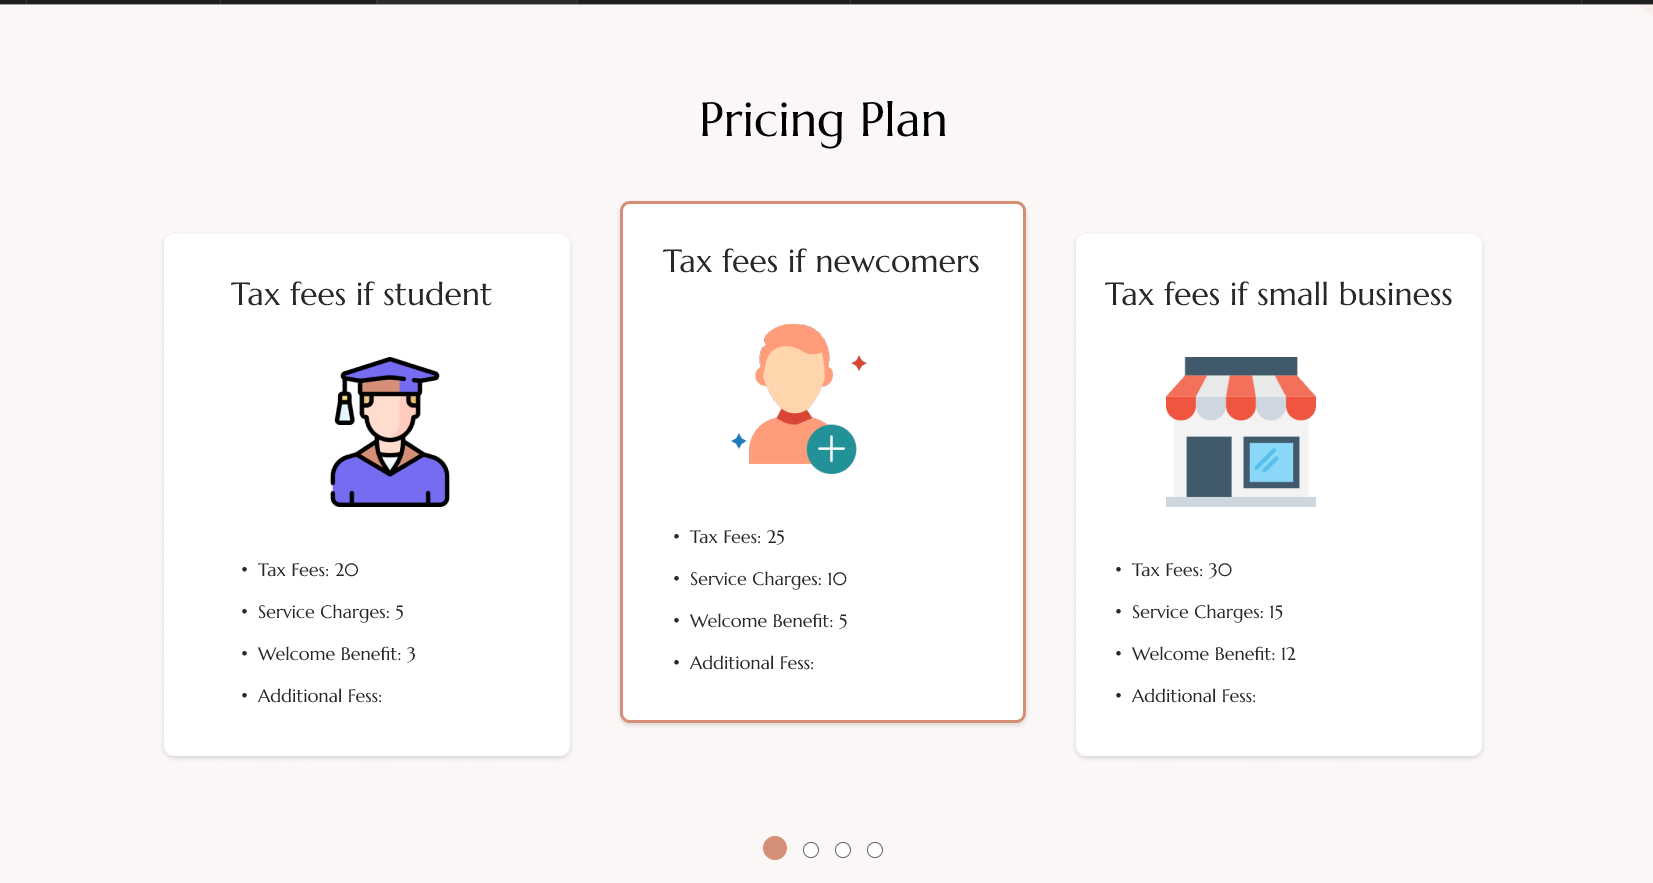 Pricing Plan
Tax fees if student
• Tax Fees: 20
• Service Charges: 5
• Welcome Benefit: 3
• Additional Fess:
Tax fees if newcomers
• Tax Fees: 25
• Service Charges: 10
• Welcome Benefit: 5
• Additional Fess:
Tax fees if small business
• Tax Fees: 30
• Service Charges: 15
• Welcome Benefit: 12
• Additional Fess: